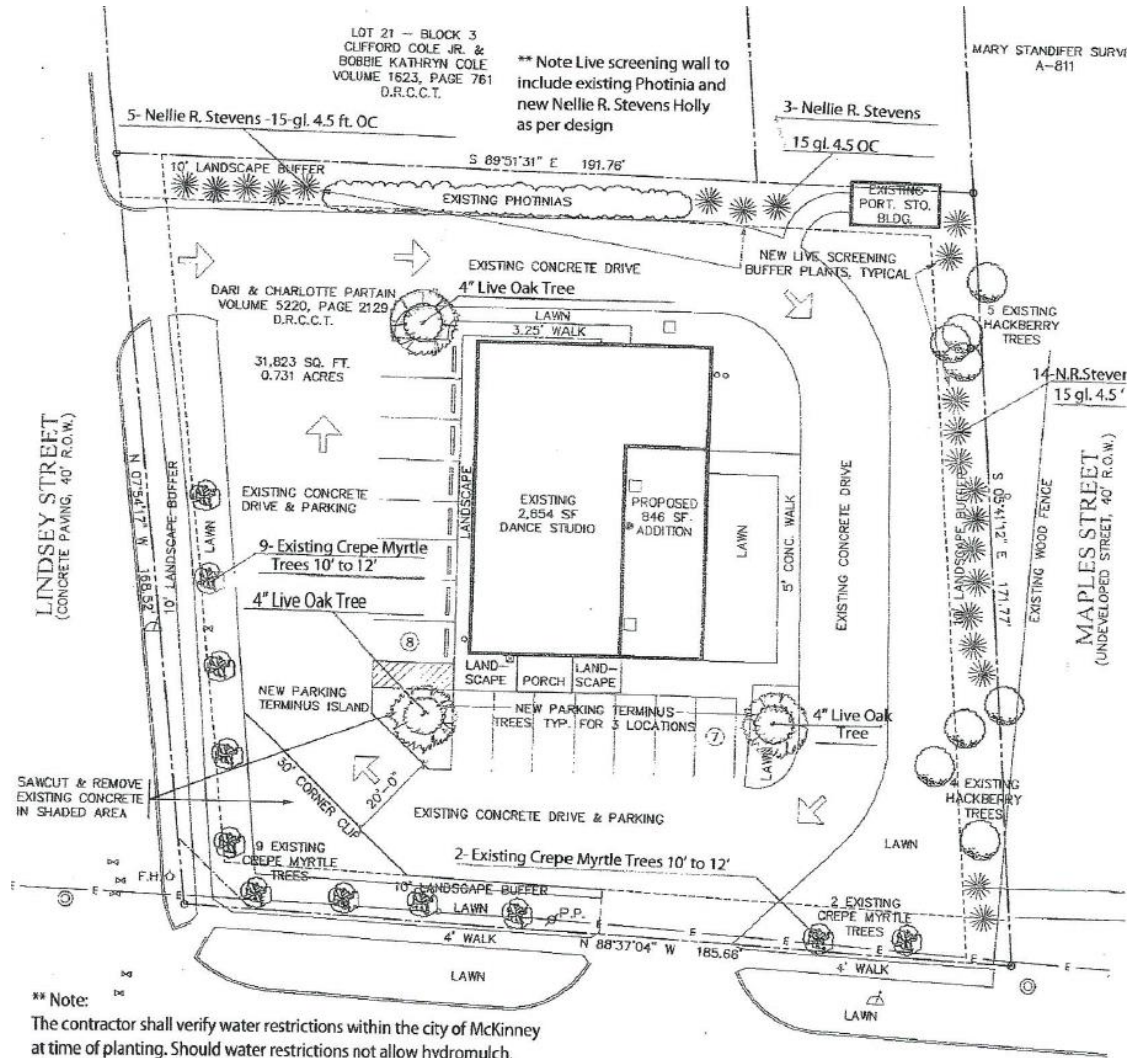 LOT 21 – BLOCK 3
CLIFFORD COLE JR. &
BOBBIE KATHRYN COLE
VOLUME 1623, PAGE 761
D.R.C.C.T.
** Note Live screening wall to
include existing Photinia and
new Nellie R. Stevens Holly
as per design
MARY STANDIFER
A-811
5- Nellie R. Stevens -15-gl. 4.5 ft. OC
3- Nellie R. Stevens
15 gl. 4.5 OC
S 89°51'31" E 191.76'
10' LANDSCAPE BUFFER
EXISTING PHOTINIAS
EXISTING
PORT. STO.
BLDG.
NEW LIVE SCREENING
BUFFER PLANTS, TYPICAL
EXISTING CONCRETE DRIVE
DARI & CHARLOTTE PARTAIN
VOLUME 5220, PAGE 2129
D.R.C.C.T.
4" Live Oak Tree
LAWN
3.25' WALK
31,823 SQ. FT.
0.731 ACRES
5 EXISTING
HACKBERRY
TREES
14-N.R.Steven
15 gl. 4.5 '
LINDSEY STREET
(CONCRETE PAVING, 40' R.O.W.)
N 07°54'17" W 168.52'
10' LANDSCAPE BUFFER
LAWN
EXISTING CONCRETE
DRIVE & PARKING
9- Existing Crepe Myrtle
Trees 10' to 12'
4" Live Oak Tree
LANDSCAPE
EXISTING
2,654 SF
DANCE STUDIO
PROPOSED
846 SF.
ADDITION
LAWN
5' CONC. WALK
EXISTING CONCRETE DRIVE
10' LANDSCAPE BUFFER
S 05°41'12" E 171.77'
EXISTING WOOD FENCE
MAPLES STREET
(UNDEVELOPED STREET, 40' R.O.W.)
8
LAND-
SCAPE
PORCH
LAND-
SCAPE
NEW PARKING
TERMINUS ISLAND
NEW PARKING TERMINUS
TREES TYP. FOR 3 LOCATIONS
7
4" Live Oak
Tree
LAWN
SAWCUT & REMOVE
EXISTING CONCRETE
IN SHADED AREA
30' CORNER CLIP
20'-0"
EXISTING CONCRETE DRIVE & PARKING
4 EXISTING
HACKBERRY
TREES
LAWN
9 EXISTING
CREPE MYRTLE
TREES
2-Existing Crepe Myrtle Trees 10' to 12'
F.H.
10' LANDSCAPE BUFFER
LAWN
P.P.
2 EXISTING
CREPE MYRTLE
TREES
E E E E E E E E E
4' WALK
N 88°37'04" W 185.66'
4' WALK
LAWN
LAWN
** Note:
The contractor shall verify water restrictions within the city of McKinney
at time of planting. Should water restrictions not allow hydromulch,